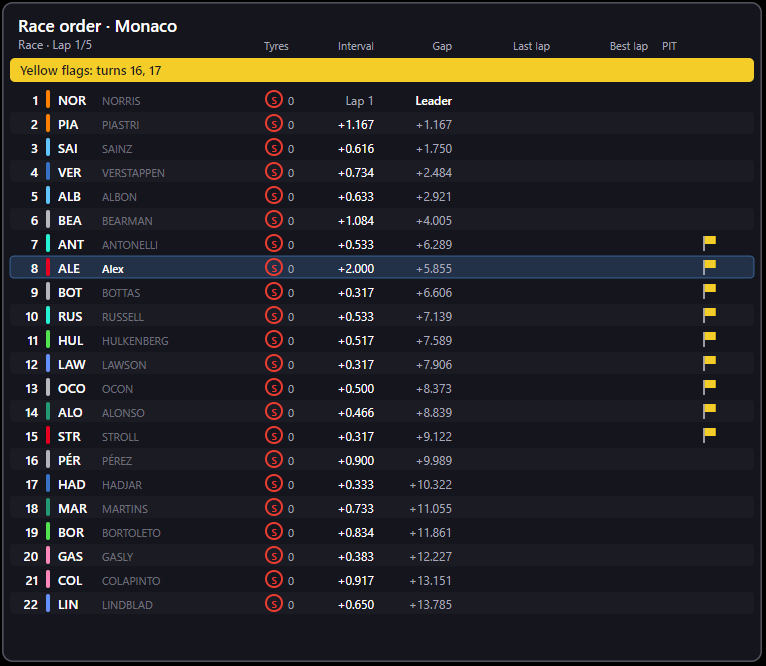 Race order · Monaco
Race · Lap 1/5 Tyres Interval Gap Last lap Best lap PIT
Yellow flags: turns 16, 17
1 NOR NORRIS S 0 Lap 1 Leader
2 PIA PIASTRI S 0 +1.167 +1.167
3 SAI SAINZ S 0 +0.616 +1.750
4 VER VERSTAPPEN S 0 +0.734 +2.484
5 ALB ALBON S 0 +0.633 +2.921
6 BEA BEARMAN S 0 +1.084 +4.005
7 ANT ANTONELLI S 0 +0.533 +6.289
8 ALE Alex S 0 +2.000 +5.855
9 BOT BOTTAS S 0 +0.317 +6.606
10 RUS RUSSELL S 0 +0.533 +7.139
11 HUL HULKENBERG S 0 +0.517 +7.589
12 LAW LAWSON S 0 +0.317 +7.906
13 OCO OCON S 0 +0.500 +8.373
14 ALO ALONSO S 0 +0.466 +8.839
15 STR STROLL S 0 +0.317 +9.122
16 PÉR PÉREZ S 0 +0.900 +9.989
17 HAD HADJAR S 0 +0.333 +10.322
18 MAR MARTINS S 0 +0.733 +11.055
19 BOR BORTOLETO S 0 +0.834 +11.861
20 GAS GASLY S 0 +0.383 +12.227
21 COL COLAPINTO S 0 +0.917 +13.151
22 LIN LINDBLAD S 0 +0.650 +13.785